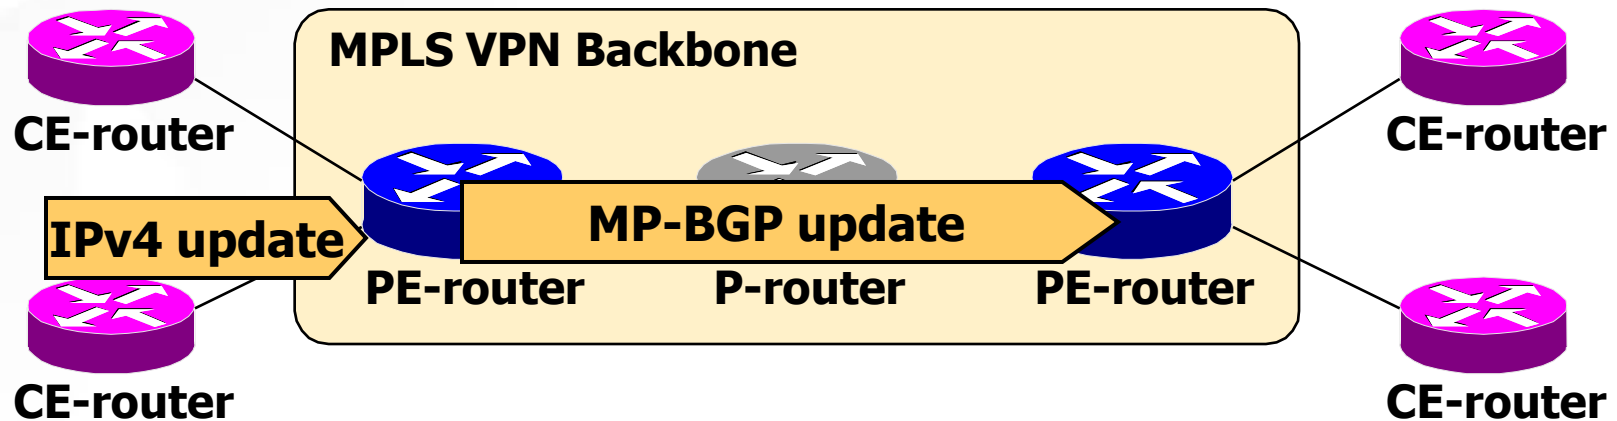 MPLS VPN Backbone
CE-router
CE-router
IPv4 update
MP-BGP update
PE-router
P-router
PE-router
CE-router
CE-router